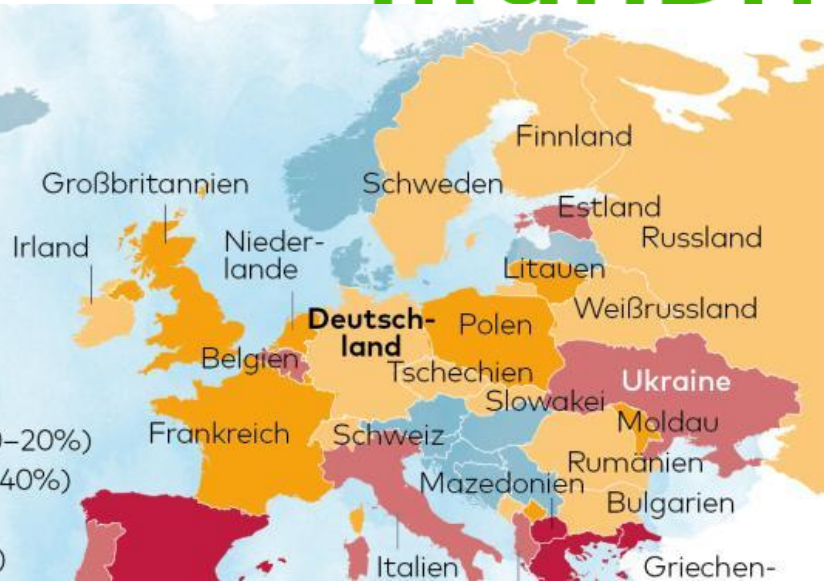 Finnland
Großbritannien
Schweden
Estland
Irland
Nieder-
lande
Russland
Litauen
Weißrussland
Deutsch-
land
Polen
Belgien
Tschechien
Ukraine
Slowakei
Moldau
–20%)
Frankreich
Schweiz
Rumänien
40%)
Mazedonien
Bulgarien
)
Italien
Griechen-